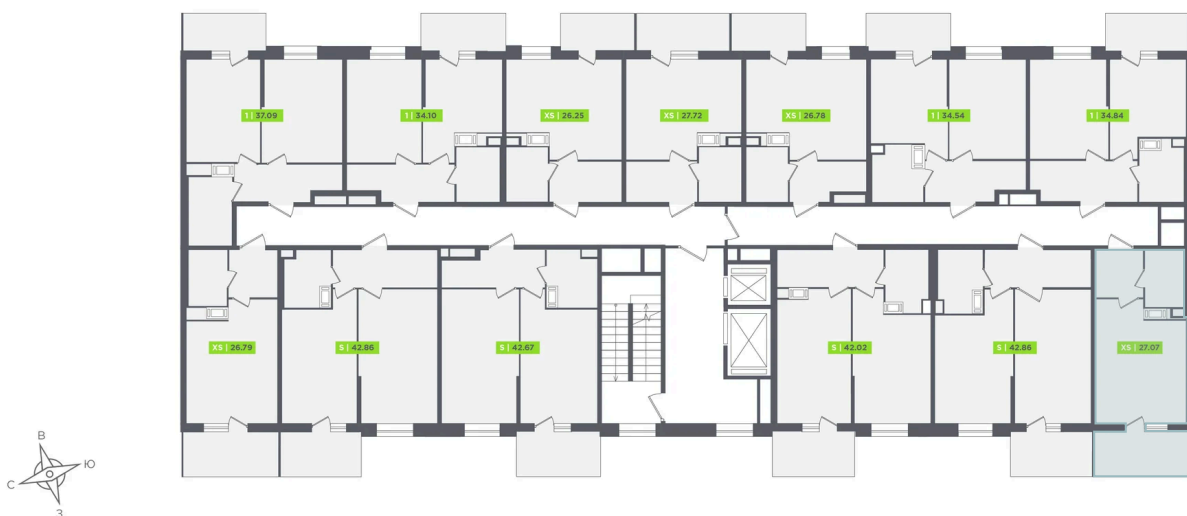 1 | 37.09
1 | 34.10
XS | 26.25
XS | 27.72
XS | 26.78
1 | 34.54
1 | 34.84
XS | 26.79
S | 42.86
S | 42.67
S | 42.02
S | 42.86
XS | 27.07
В
Ю
С
З